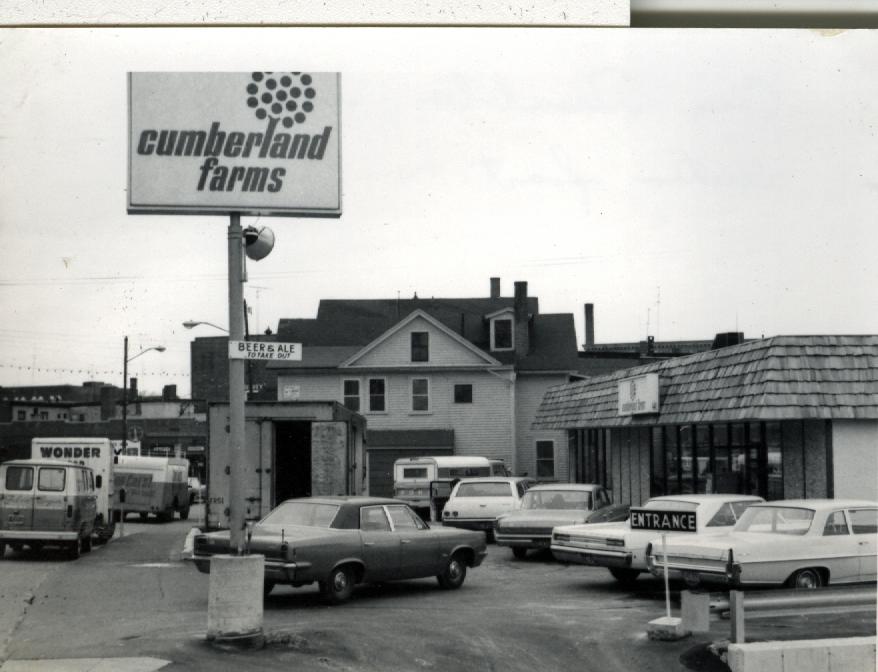 cumberland
farms
BEER & ALE
TO TAKE OUT
WONDER
ENTRANCE